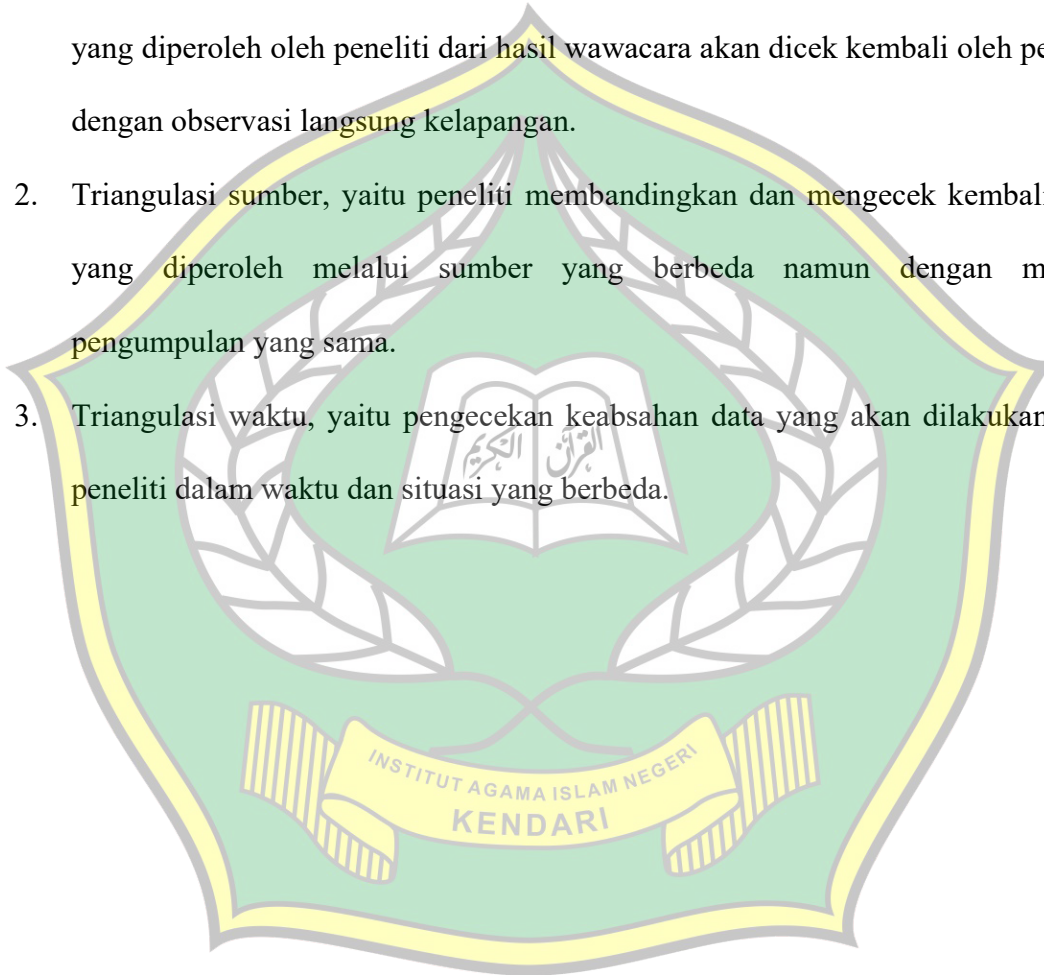 yang diperoleh oleh peneliti dari hasil wawacara akan dicek kembali oleh pe
dengan observasi langsung kelapangan.
2. Triangulasi sumber, yaitu peneliti membandingkan dan mengecek kembali
yang diperoleh melalui sumber yang berbeda namun dengan m
pengumpulan yang sama.
3. Triangulasi waktu, yaitu pengecekan keabsahan data yang akan dilakukan
peneliti dalam waktu dan situasi yang berbeda.
القرآن الكريم
INSTITUT AGAMA ISLAM NEGERI
KENDARI